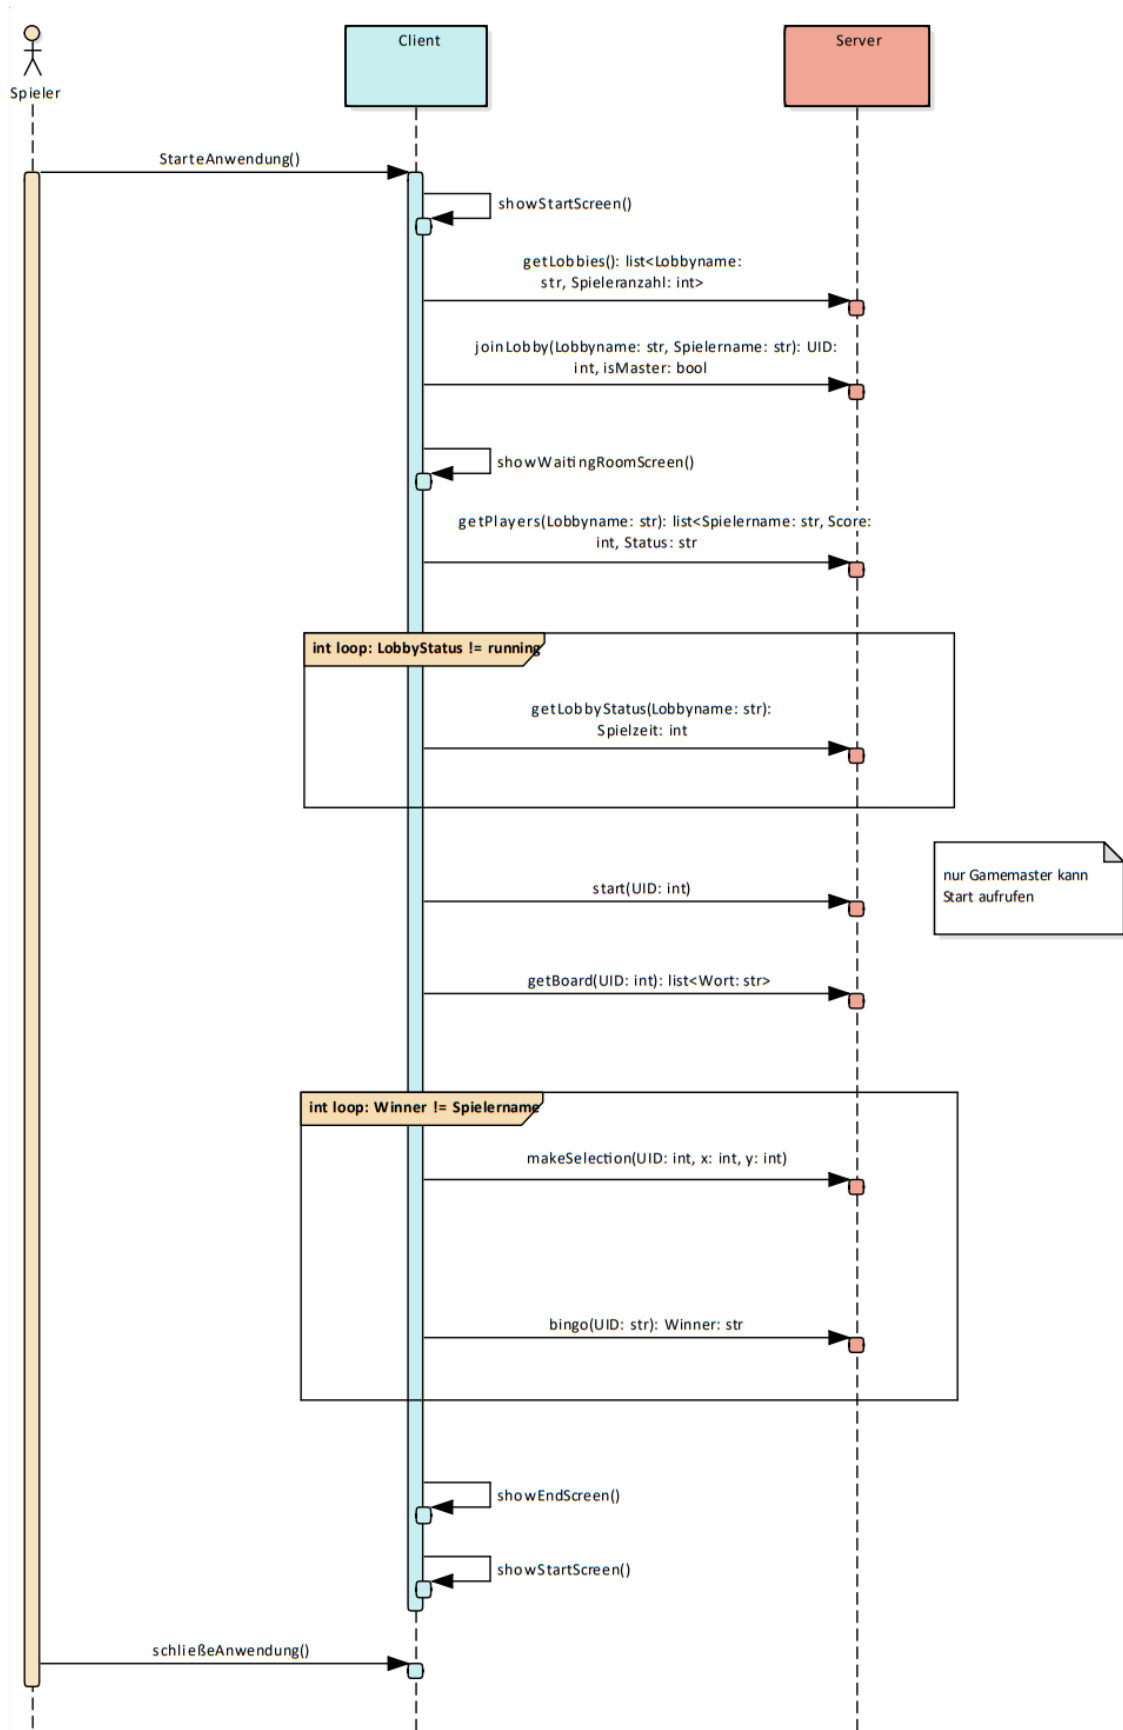 Client
Server
Spieler
StarteAnwendung()
showStartScreen()
getLobbies(): list<Lobbyname:
str, Spieleranzahl: int>
joinLobby(Lobbyname: str, Spielername: str): UID:
int, isMaster: bool
showWaitingRoomScreen()
getPlayers(Lobbyname: str): list<Spielername: str, Score:
int, Status: str
int loop: LobbyStatus != running
getLobbyStatus(Lobbyname: str):
Spielzeit: int
nur Gamemaster kann
Start aufrufen
start(UID: int)
getBoard(UID: int): list<Wort: str>
int loop: Winner != Spielername
makeSelection(UID: int, x: int, y: int)
bingo(UID: str): Winner: str
showEndScreen()
showStartScreen()
schließeAnwendung()